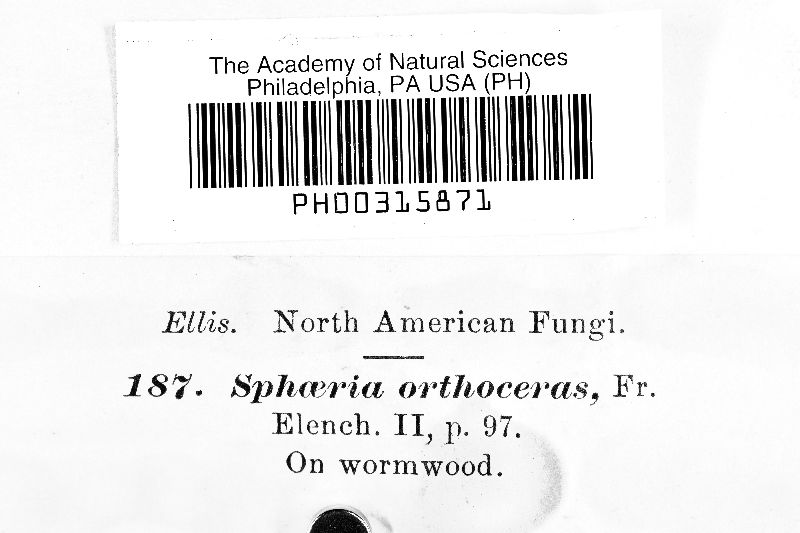 The Academy of Natural Sciences
Philadelphia, PA USA (PH)
PH00315871
Ellis. North American Fungi.
187. Sphœria orthoceras, Fr.
Elench. II, p. 97.
On wormwood.